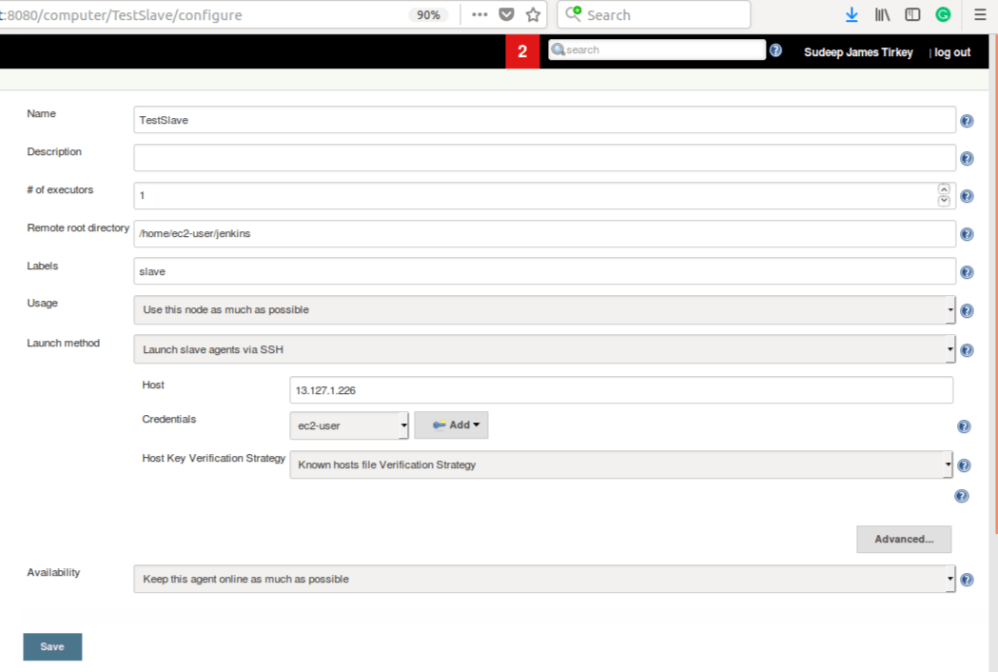 t:8080/computer/TestSlave/configure 90% Search
2 search Sudeep James Tirkey | log out
Name TestSlave
Description
# of executors 1
Remote root directory /home/ec2-user/jenkins
Labels slave
Usage Use this node as much as possible
Launch method Launch slave agents via SSH
Host 13.127.1.226
Credentials ec2-user Add
Host Key Verification Strategy Known hosts file Verification Strategy
Advanced...
Availability Keep this agent online as much as possible
Save